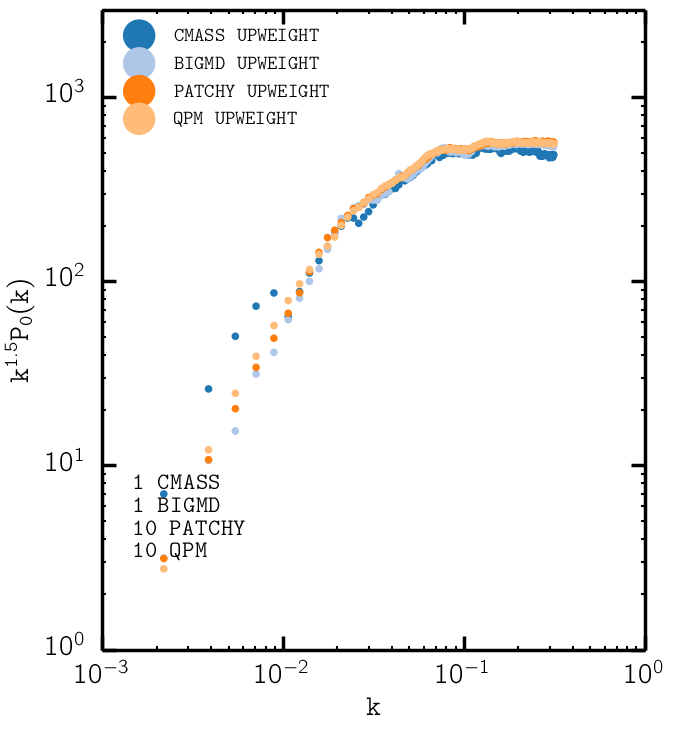 CMASS UPWEIGHT
BIGMD UPWEIGHT
PATCHY UPWEIGHT
QPM UPWEIGHT
10³
10²
10¹
10⁰
k¹·⁵P₀(k)
1 CMASS
1 BIGMD
10 PATCHY
10 QPM
10⁻³
10⁻²
10⁻¹
10⁰
k